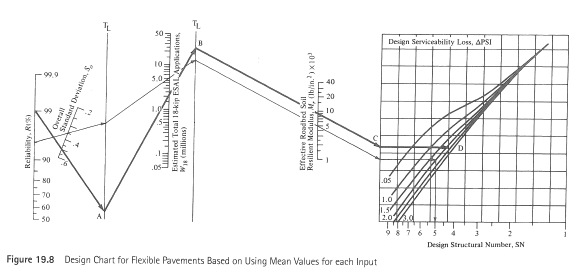 T_L
T_L
Design Serviceability Loss, ΔPSI
Reliability, R(%)
99.9
99
90
80
70
60
50
Overall Standard Deviation, S_o
.2
.4
.6
A
Estimated Total 18-kip ESAL Applications, W_18 (millions)
50
10
5.0
1.0
.5
.1
.05
B
Effective Roadbed Soil Resilient Modulus, M_r (lb/in.²) × 10³
40
20
10
5
1
C
D
.05
1.0
1.5
2.0
3.0
9 8 7 6 5 4 3 2 1
Design Structural Number, SN
Figure 19.8 Design Chart for Flexible Pavements Based on Using Mean Values for each Input